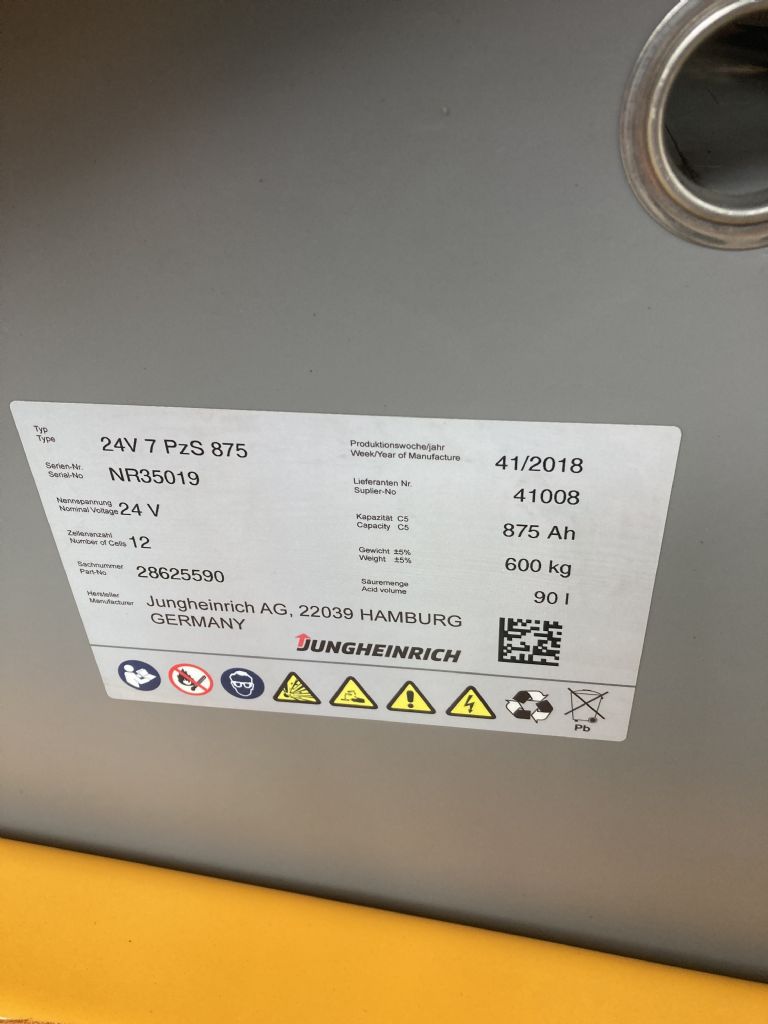 Typ
Type
24V 7 PzS 875
Serien-Nr.
Serial-No
NR35019
Nennspannung
Nominal Voltage 24 V
Zellenanzahl
Number of Cells 12
Sachnummer
Part-No
28625590
Hersteller
Manufacturer
Jungheinrich AG, 22039 HAMBURG
GERMANY
Produktionswoche/jahr
Week/Year of Manufacture
41/2018
Lieferanten Nr.
Suplier-No
41008
Kapazität C5
Capacity C5
875 Ah
Gewicht ±5%
Weight ±5%
600 kg
Säuremenge
Acid volume
90 l
JUNGHEINRICH
Pb